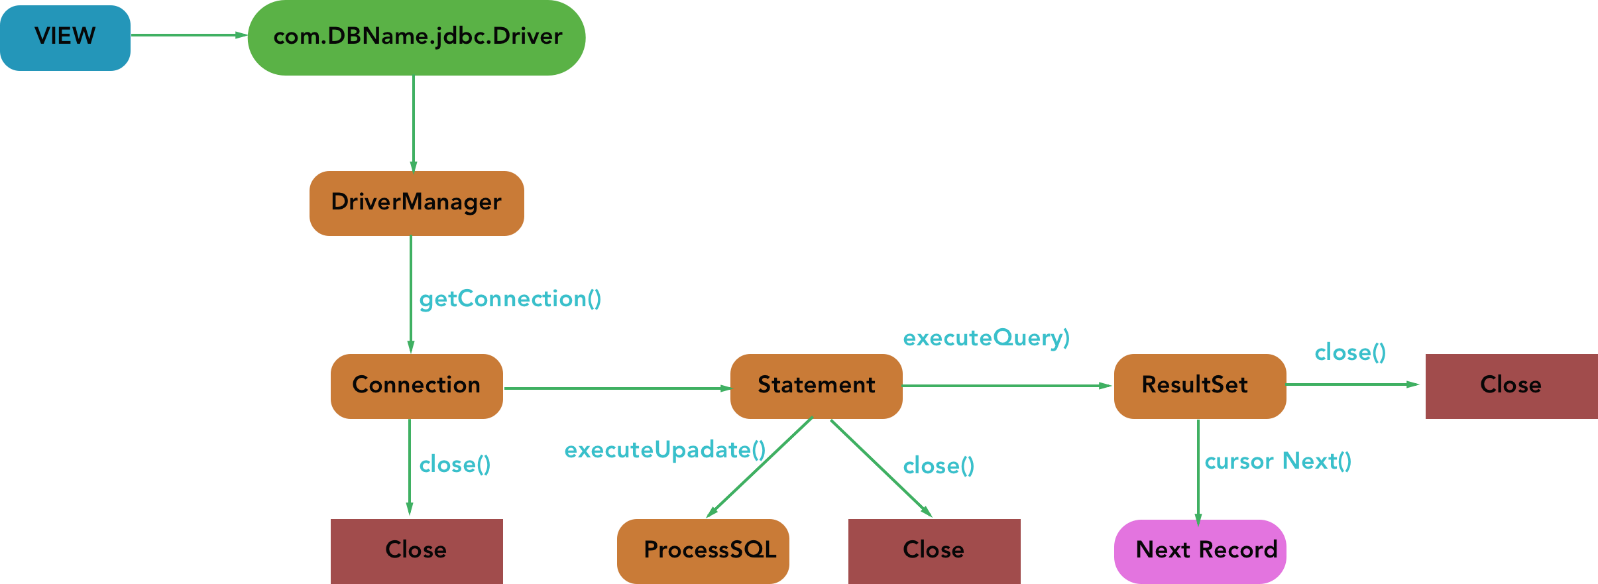 VIEW
com.DBName.jdbc.Driver
DriverManager
getConnection()
executeQuery)
close()
Connection
Statement
ResultSet
Close
executeUpadate()
close()
close()
cursor Next()
Close
ProcessSQL
Close
Next Record